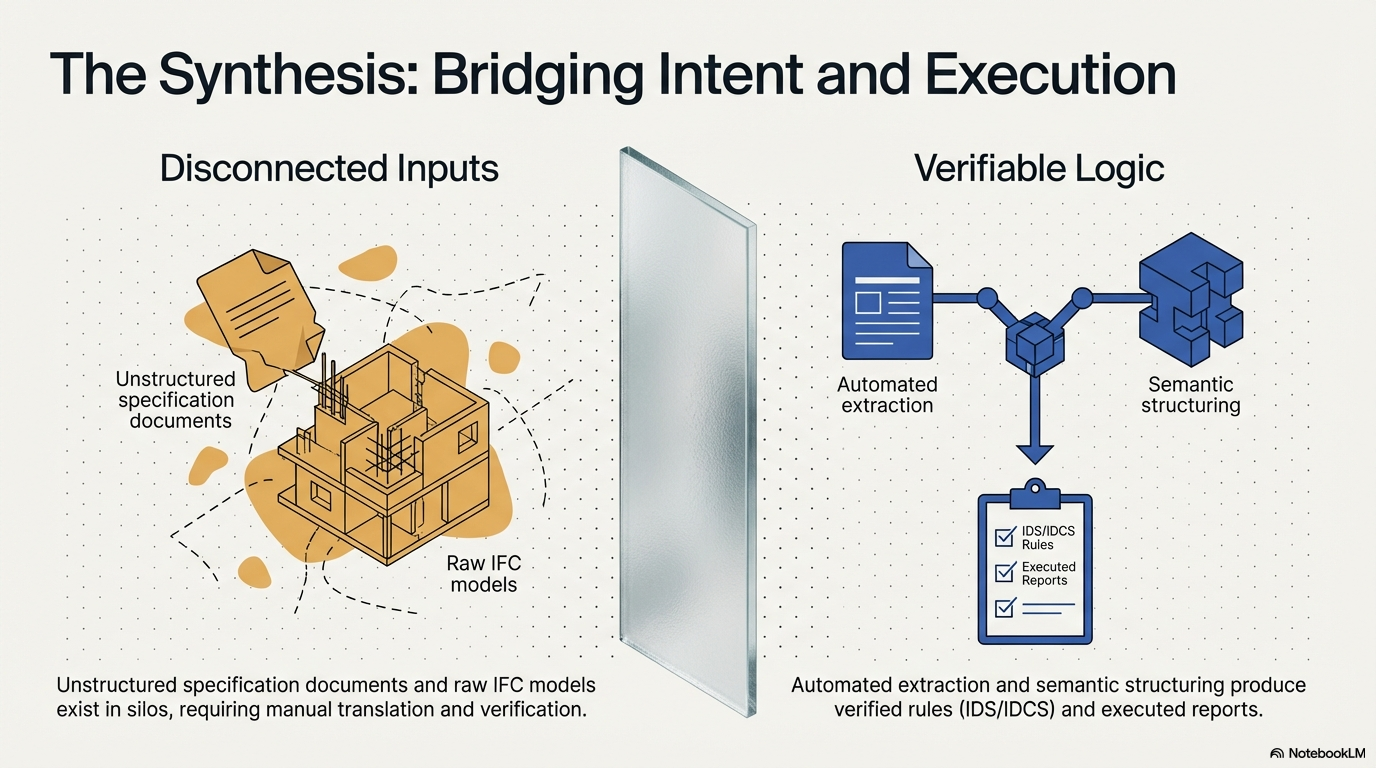 The Synthesis: Bridging Intent and Execution
Disconnected Inputs
Unstructured
specification
documents
Raw IFC
models
Unstructured specification documents and raw IFC models
exist in silos, requiring manual translation and verification.
Verifiable Logic
Automated
extraction
Semantic
structuring
IDS/IDCS
Rules
Executed
Reports
Automated extraction and semantic structuring produce
verified rules (IDS/IDCS) and executed reports.
NotebookLM